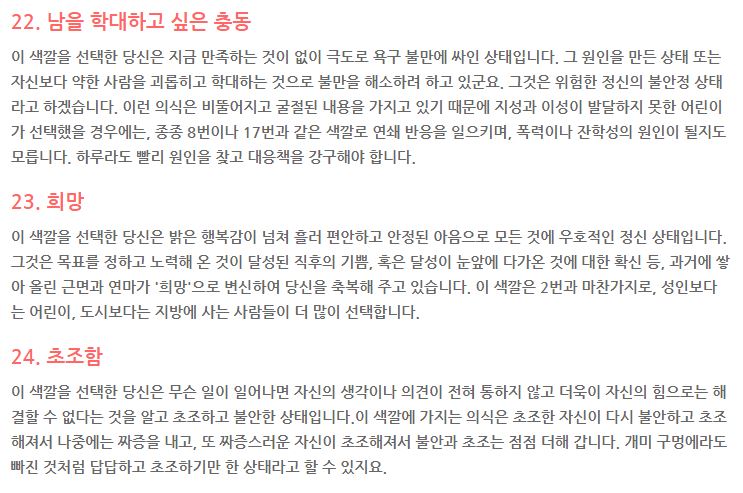 22. 남을 학대하고 싶은 충동
이 색깔을 선택한 당신은 지금 만족하는 것이 없이 극도로 욕구 불만에 싸인 상태입니다. 그 원인을 만든 상태 또는
자신보다 약한 사람을 괴롭히고 학대하는 것으로 불만을 해소하려 하고 있군요. 그것은 위험한 정신의 불안정 상태
라고 하겠습니다. 이런 의식은 비뚤어지고 굴절된 내용을 가지고 있기 때문에 지성과 이성이 발달하지 못한 어린이
가 선택했을 경우에는, 종종 8번이나 17번과 같은 색깔로 연쇄 반응을 일으키며, 폭력이나 잔학성의 원인이 될지도
모릅니다. 하루라도 빨리 원인을 찾고 대응책을 강구해야 합니다.
23. 희망
이 색깔을 선택한 당신은 밝은 행복감이 넘쳐 흘러 편안하고 안정된 아음으로 모든 것에 우호적인 정신 상태입니다.
그것은 목표를 정하고 노력해 온 것이 달성된 직후의 기쁨, 혹은 달성이 눈앞에 다가온 것에 대한 확신 등, 과거에 쌓
아 올린 근면과 연마가 '희망'으로 변신하여 당신을 축복해 주고 있습니다. 이 색깔은 2번과 마찬가지로, 성인보다
는 어린이, 도시보다는 지방에 사는 사람들이 더 많이 선택합니다.
24. 초조함
이 색깔을 선택한 당신은 무슨 일이 일어나면 자신의 생각이나 의견이 전혀 통하지 않고 더욱이 자신의 힘으로는 해
결할 수 없다는 것을 알고 초조하고 불안한 상태입니다.이 색깔에 가지는 의식은 초조한 자신이 다시 불안하고 초조
해져서 나중에는 짜증을 내고, 또 짜증스러운 자신이 초조해져서 불안과 초조는 점점 더해 갑니다. 개미 구멍에라도
빠진 것처럼 답답하고 초조하기만 한 상태라고 할 수 있지요.